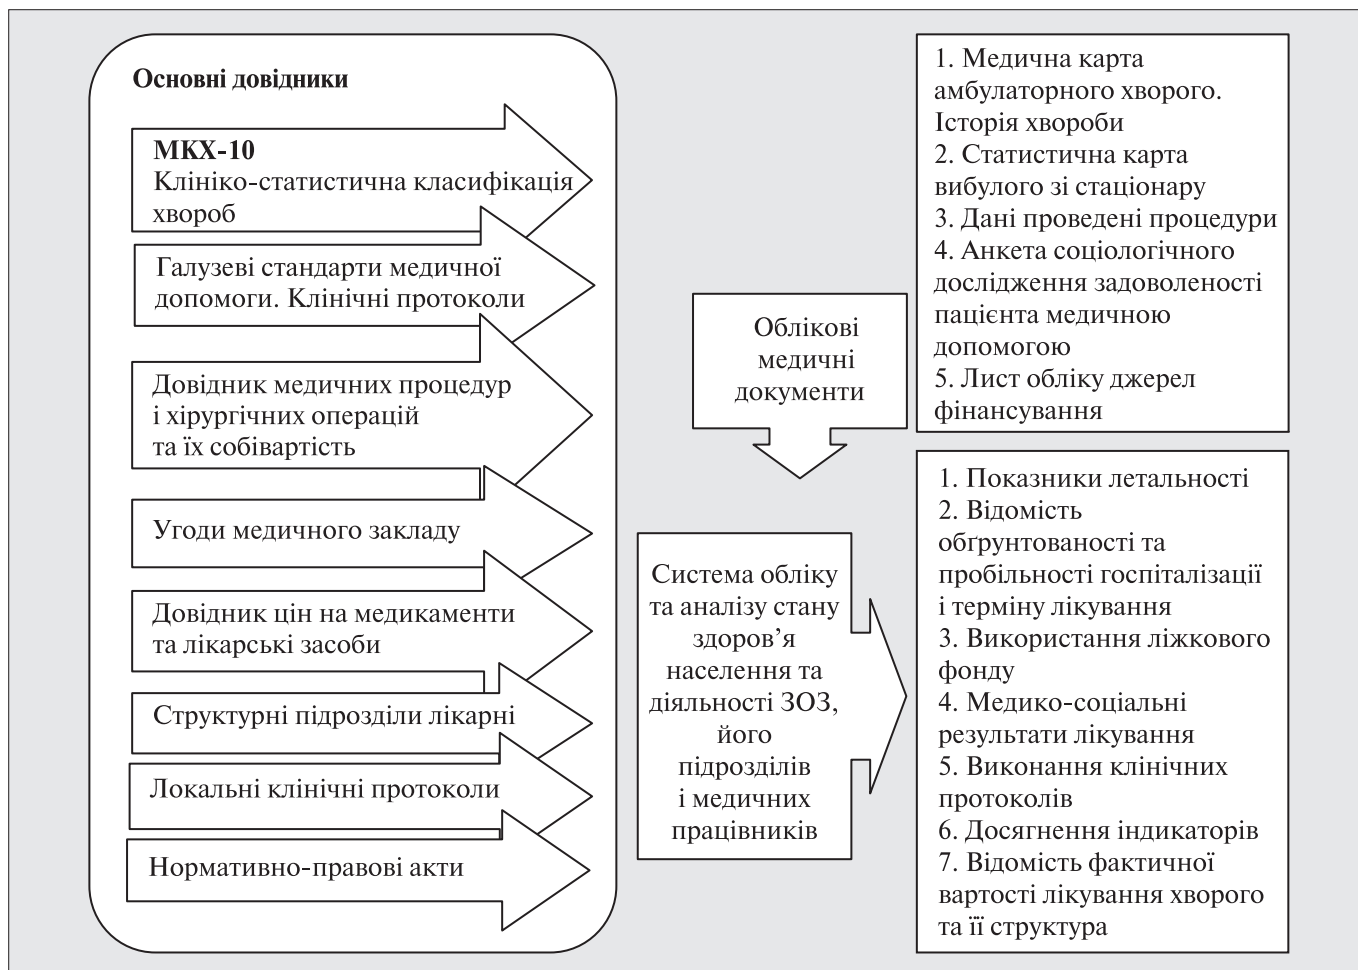 Основні довідники
МКХ-10
Клініко-статистична класифікація
хвороб
Галузеві стандарти медичної
допомоги. Клінічні протоколи
Довідник медичних процедур
і хірургічних операцій
та їх собівартість
Угоди медичного закладу
Довідник цін на медикаменти
та лікарські засоби
Структурні підрозділи лікарні
Локальні клінічні протоколи
Нормативно-правові акти
Облікові
медичні
документи
Система обліку
та аналізу стану
здоров’я
населення та
діяльності ЗОЗ,
його
підрозділів
і медичних
працівників
1. Медична карта
амбулаторного хворого.
Історія хвороби
2. Статистична карта
вибулого зі стаціонару
3. Дані проведені процедури
4. Анкета соціологічного
дослідження задоволеності
пацієнта медичною
допомогою
5. Лист обліку джерел
фінансування
1. Показники летальності
2. Відомість
обґрунтованості та
пробільності госпіталізації
і терміну лікування
3. Використання ліжкового
фонду
4. Медико-соціальні
результати лікування
5. Виконання клінічних
протоколів
6. Досягнення індикаторів
7. Відомість фактичної
вартості лікування хворого
та її структура